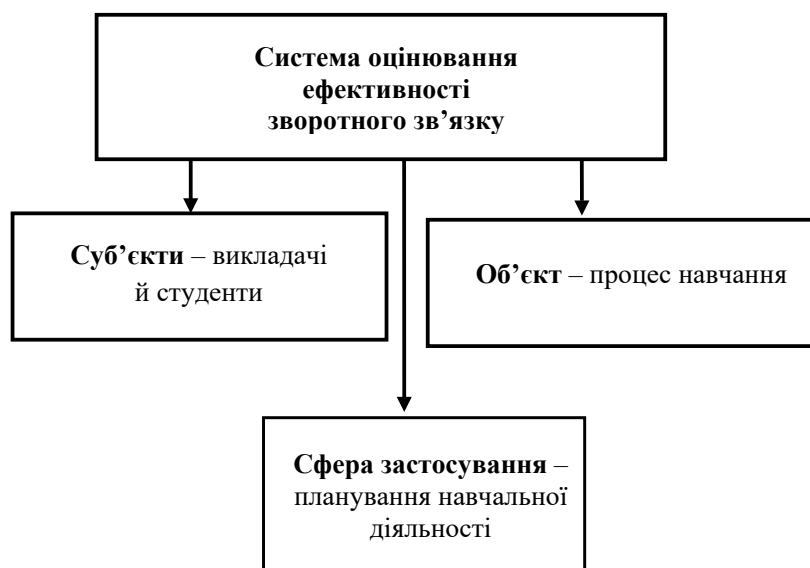 Система оцінювання
ефективності
зворотного зв’язку
Суб’єкти – викладачі
й студенти
Об’єкт – процес навчання
Сфера застосування –
планування навчальної
діяльності